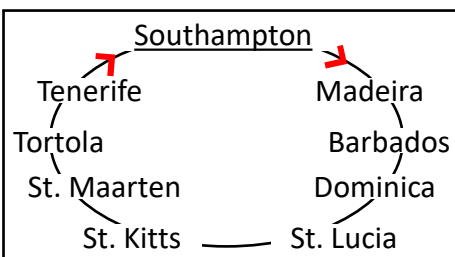 Southampton
Tenerife Madeira
Tortola Barbados
St. Maarten Dominica
St. Kitts St. Lucia